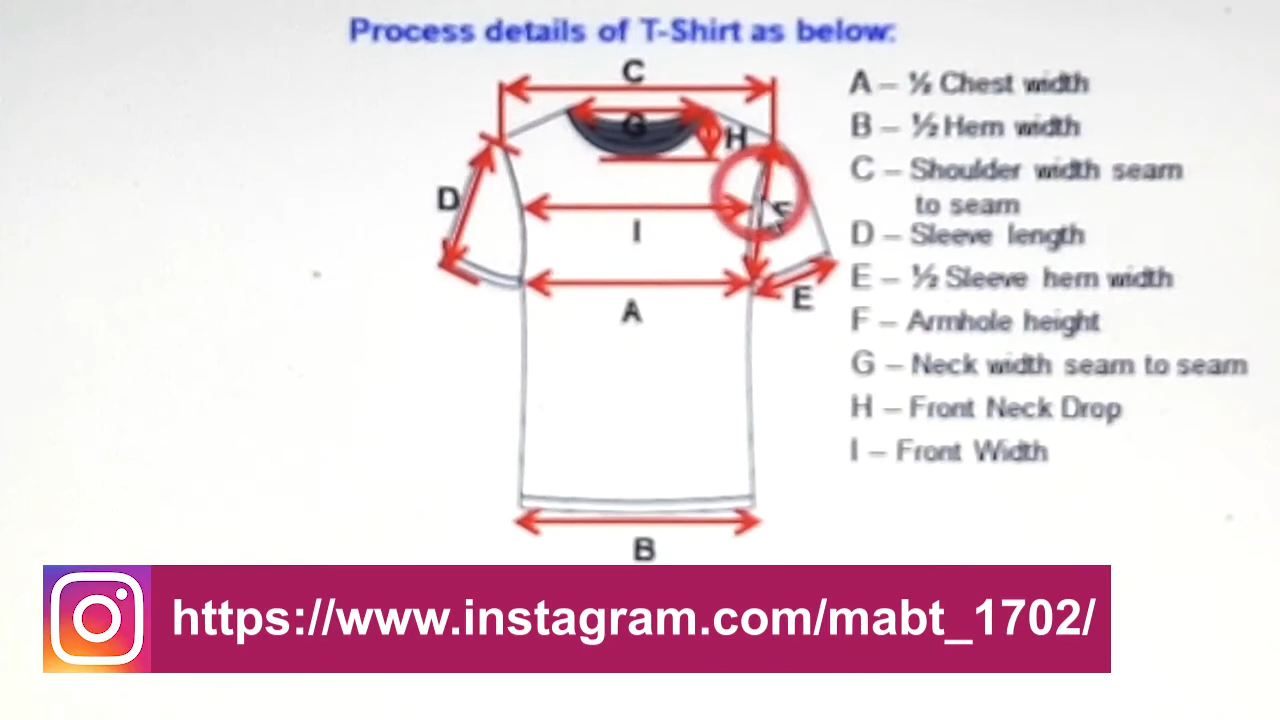 Process details of T-Shirt as below:
C
G
H
D
F
I
A
E
B
A – ½ Chest width
B – ½ Hem width
C – Shoulder width seam
to seam
D – Sleeve length
E – ½ Sleeve hem width
F – Armhole height
G – Neck width seam to seam
H – Front Neck Drop
I – Front Width
https://www.instagram.com/mabt_1702/